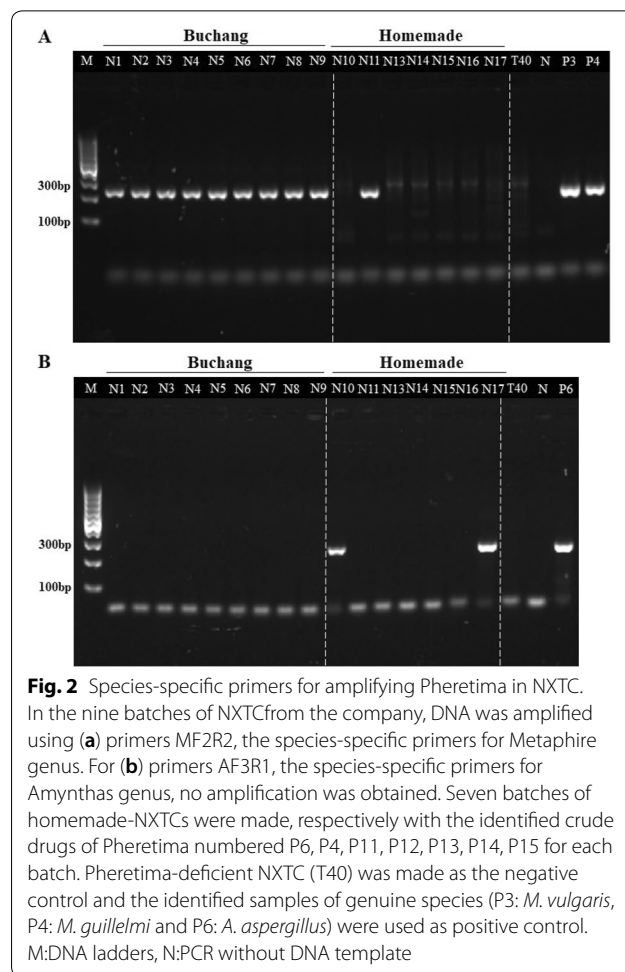 A
Buchang Homemade
M N1 N2 N3 N4 N5 N6 N7 N8 N9 N10 N11 N13 N14 N15 N16 N17 T40 N P3 P4
300bp
100bp
B
Buchang Homemade
M N1 N2 N3 N4 N5 N6 N7 N8 N9 N10 N11 N13 N14 N15 N16 N17 T40 N P6
300bp
100bp
Fig. 2 Species-specific primers for amplifying Pheretima in NXTC.
In the nine batches of NXTCfrom the company, DNA was amplified
using (a) primers MF2R2, the species-specific primers for Metaphire
genus. For (b) primers AF3R1, the species-specific primers for
Amynthas genus, no amplification was obtained. Seven batches of
homemade-NXTCs were made, respectively with the identified crude
drugs of Pheretima numbered P6, P4, P11, P12, P13, P14, P15 for each
batch. Pheretima-deficient NXTC (T40) was made as the negative
control and the identified samples of genuine species (P3: M. vulgaris,
P4: M. guillelmi and P6: A. aspergillus) were used as positive control.
M:DNA ladders, N:PCR without DNA template